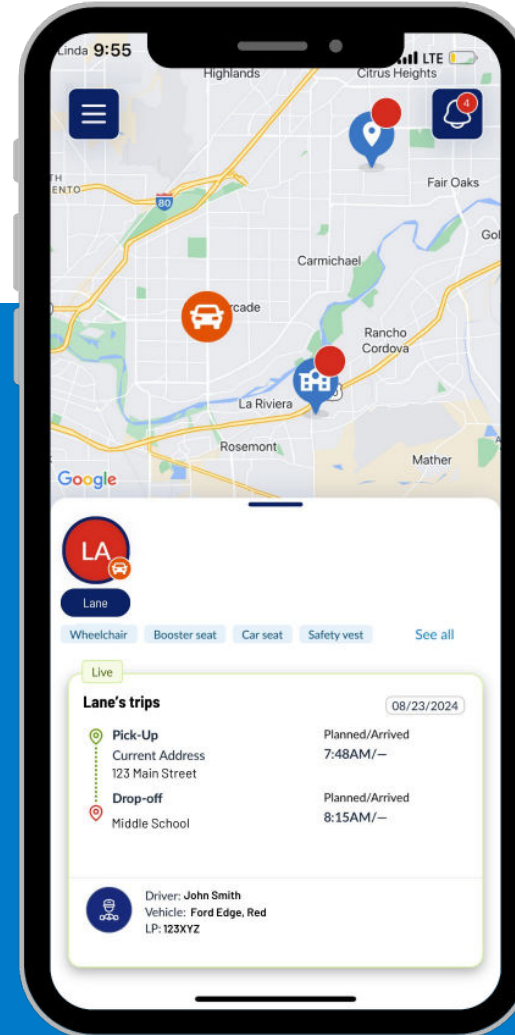 Linda 9:55
LTE
Highlands
Citrus Heights
4
TH
ENTO
80
Fair Oaks
Gol
Carmichael
rcade
Rancho
Cordova
La Riviera
Rosemont
Mather
Google
LA
Lane
Wheelchair Booster seat Car seat Safety vest See all
Live
Lane's trips 08/23/2024
Pick-Up Planned/Arrived
Current Address 7:48AM/—
123 Main Street
Drop-off Planned/Arrived
Middle School 8:15AM/—
Driver: John Smith
Vehicle: Ford Edge, Red
LP: 123XYZ